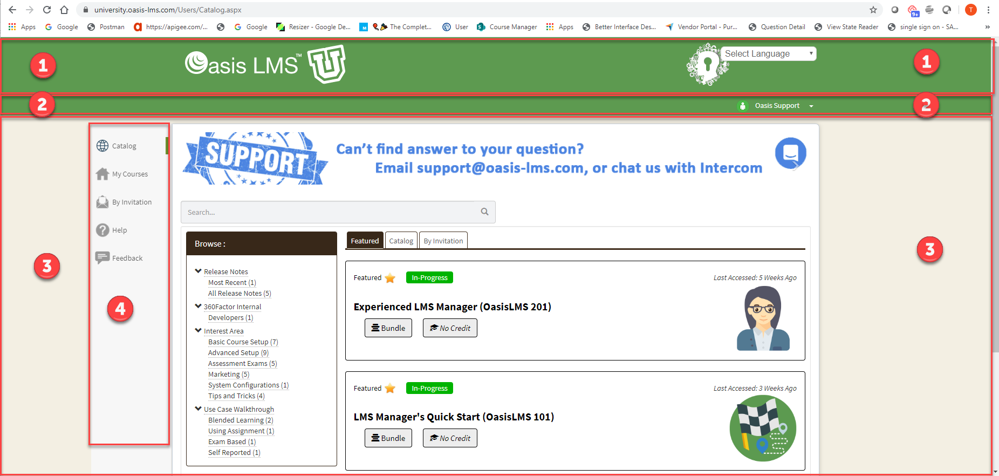 university.oasis-lms.com/Users/Catalog.aspx
9+
T
Apps
Google
Postman
https://apigee.com/...
Google
Resizer - Google De...
M
The Complet...
User
S
Course Manager
Apps
Better Interface Des...
Vendor Portal - Pur...
Question Detail
View State Reader
single sign on - SA...
»
1
Oasis LMS™ U
Select Language
1
2
Oasis Support
2
Catalog
My Courses
By Invitation
Help
Feedback
3
4
3
SUPPORT
Can't find answer to your question?
Email support@oasis-lms.com, or chat us with Intercom
Search...
Browse :
Release Notes
Most Recent (1)
All Release Notes (5)
360Factor Internal
Developers (1)
Interest Area
Basic Course Setup (7)
Advanced Setup (9)
Assessment Exams (5)
Marketing (5)
System Configurations (1)
Tips and Tricks (4)
Use Case Walkthrough
Blended Learning (2)
Using Assignment (1)
Exam Based (1)
Self Reported (1)
Featured
Catalog
By Invitation
Featured
In-Progress
Last Accessed: 5 Weeks Ago
Experienced LMS Manager (OasisLMS 201)
Bundle
No Credit
Featured
In-Progress
Last Accessed: 3 Weeks Ago
LMS Manager's Quick Start (OasisLMS 101)
Bundle
No Credit